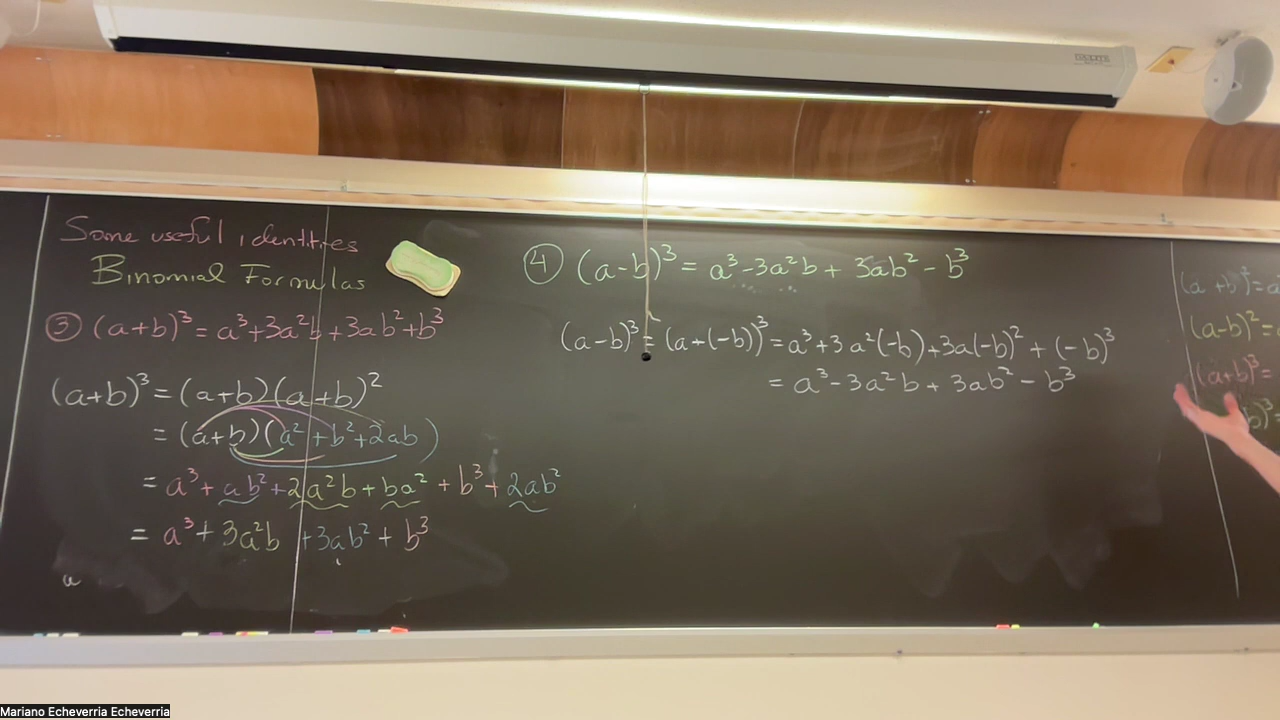 Some useful identites
Binomial Formulas
③ (a+b)³ = a³+3a²b+3ab²+b³
(a+b)³ = (a+b)(a+b)²
= (a+b)(a²+b²+2ab)
= a³+ab²+2a²b+ba²+b³+2ab²
= a³+3a²b+3ab²+b³
④ (a-b)³ = a³-3a²b+3ab²-b³
(a-b)³ = (a+(-b))³ = a³+3a²(-b)+3a(-b)²+(-b)³
= a³-3a²b+3ab²-b³
(a+b)²=a
(a-b)²=
(a+b)³=
b)³=
Mariano Echeverria Echeverria